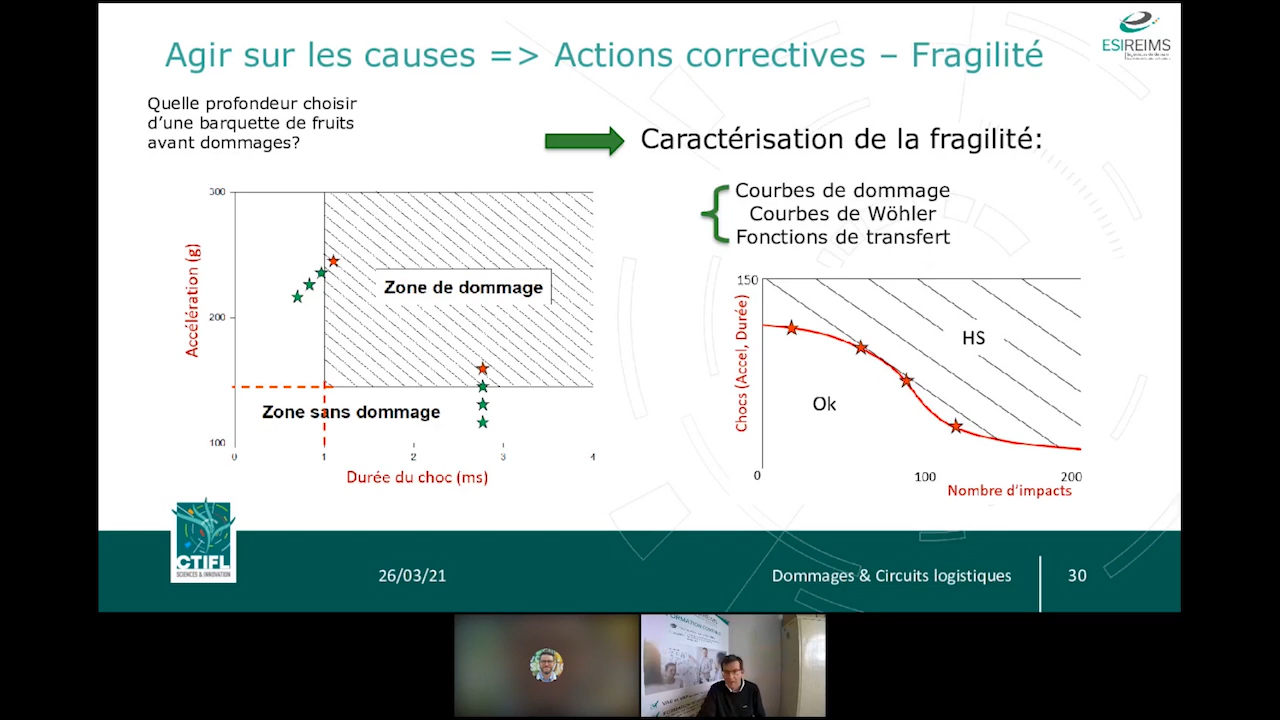 Agir sur les causes => Actions correctives – Fragilité
ESIREIMS
Quelle profondeur choisir
d'une barquette de fruits
avant dommages?
Caractérisation de la fragilité:
Courbes de dommage
Courbes de Wöhler
Fonctions de transfert
300
200
100
Accélération (g)
Zone de dommage
Zone sans dommage
0 1 2 3 4
Durée du choc (ms)
150
Chocs (Accel, Durée)
HS
Ok
0 100 200
Nombre d'impacts
CTIFL
SCIENCES & INNOVATION
26/03/21
Dommages & Circuits logistiques
30
FORMATION CONTINUE